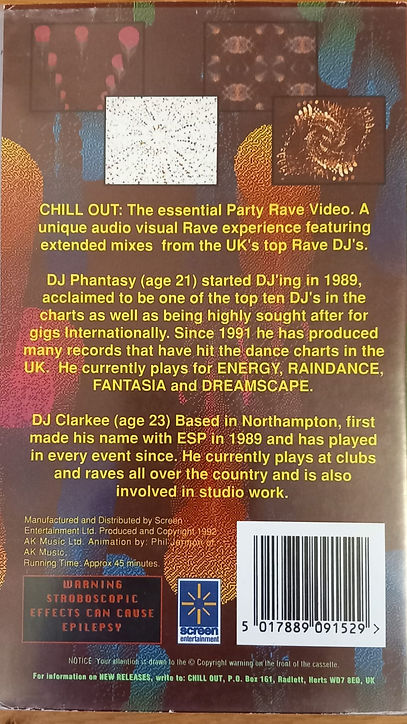 CHILL OUT: The essential Party Rave Video. A
unique audio visual Rave experience featuring
extended mixes from the UK's top Rave DJ's.
DJ Phantasy (age 21) started DJ'ing in 1989,
acclaimed to be one of the top ten DJ's in the
charts as well as being highly sought after for
gigs Internationally. Since 1991 he has produced
many records that have hit the dance charts in the
UK. He currently plays for ENERGY, RAINDANCE,
FANTASIA and DREAMSCAPE.
DJ Clarkee (age 23) Based in Northampton, first
made his name with ESP in 1989 and has played
in every event since. He currently plays at clubs
and raves all over the country and is also
involved in studio work.
Manufactured and Distributed by Screen
Entertainment Ltd. Produced and Copyright 1992
AK Music Ltd. Animation by: Phil Jarman of
AK Music.
Running Time: Approx 45 minutes.
WARNING
STROBOSCOPIC
EFFECTS CAN CAUSE
EPILEPSY
screen
entertainment
5 017889 091529 >
NOTICE: Your attention is drawn to the © Copyright warning on the front of the cassette.
For information on NEW RELEASES, write to: CHILL OUT, P.O. Box 161, Radlett, Herts WD7 8EQ, UK